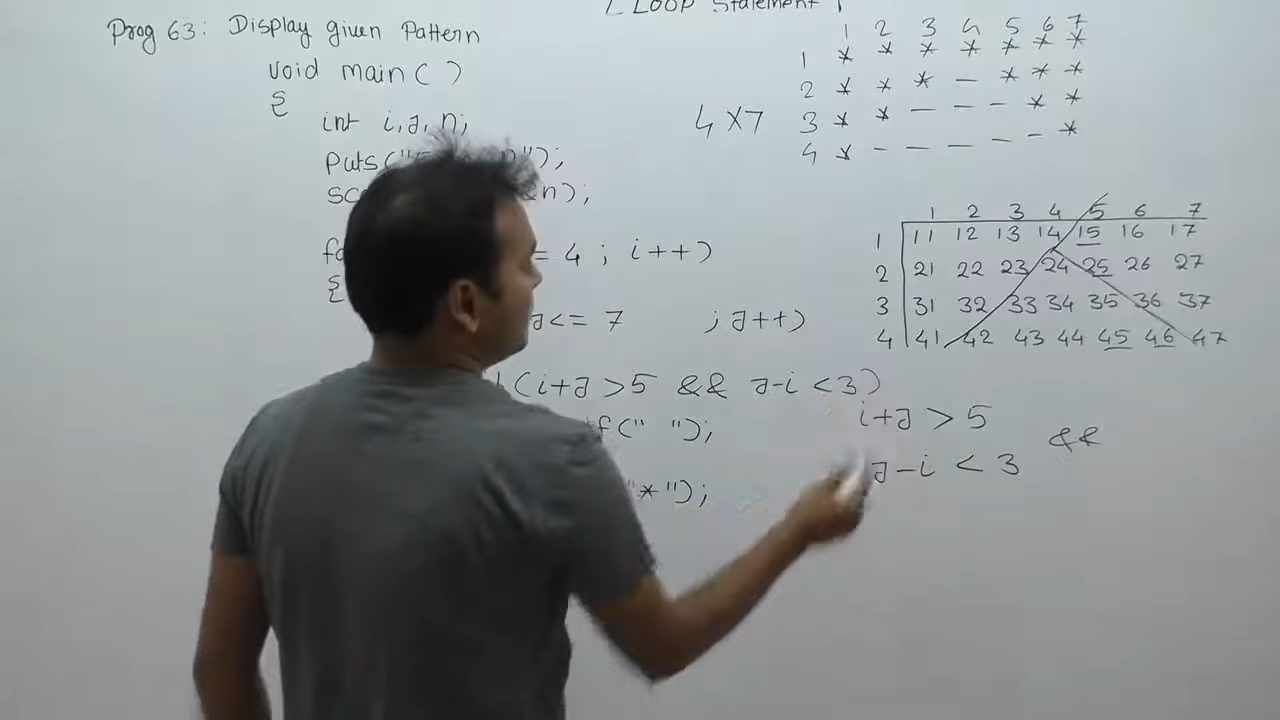 LOOP Statement
Prog 63: Display given Pattern
void main ( )
{
int i, j, n;
Puts(" n");
&n);
= 4 ; i++)
{
j <= 7 ; j++)
(i+j >5 && j-i <3)
f(" ");
"*");
4 X7
1 2 3 4 5 6 7
1 * * * * * * *
2 * * * – * * *
3 * * – – – * *
4 * – – – – – *
1 2 3 4 5 6 7
1 11 12 13 14 15 16 17
2 21 22 23 24 25 26 27
3 31 32 33 34 35 36 37
4 41 42 43 44 45 46 47
i+j > 5
&&
j-i < 3